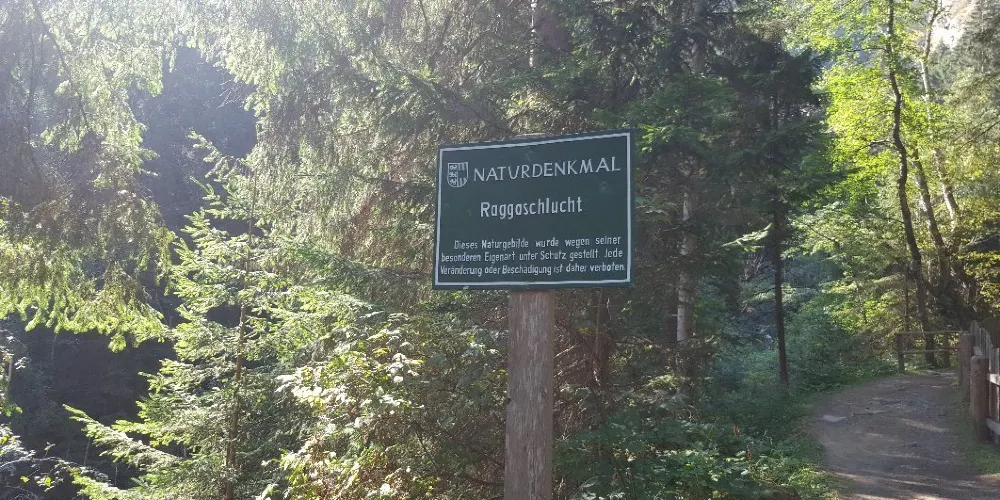 NATURDENKMAL
Raggaschlucht
Dieses Naturgebilde wurde wegen seiner
besonderen Eigenart unter Schutz gestellt. Jede
Veränderung oder Beschädigung ist daher verboten.